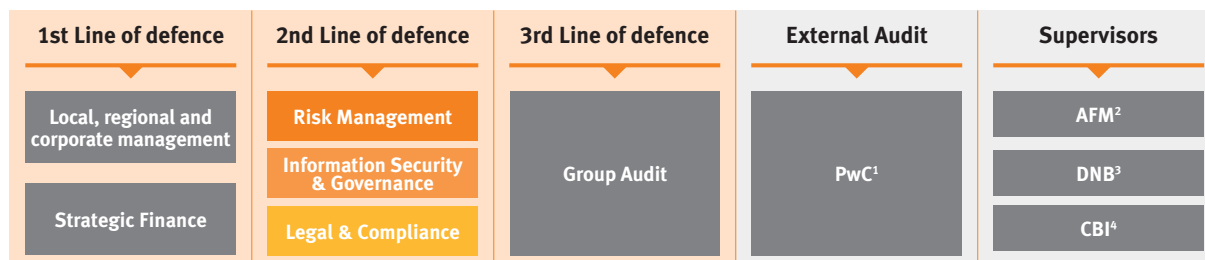 1st Line of defence
2nd Line of defence
3rd Line of defence
External Audit
Supervisors
Local, regional and
corporate management
Strategic Finance
Risk Management
Information Security
& Governance
Legal & Compliance
Group Audit
PwC¹
AFM²
DNB³
CBI⁴